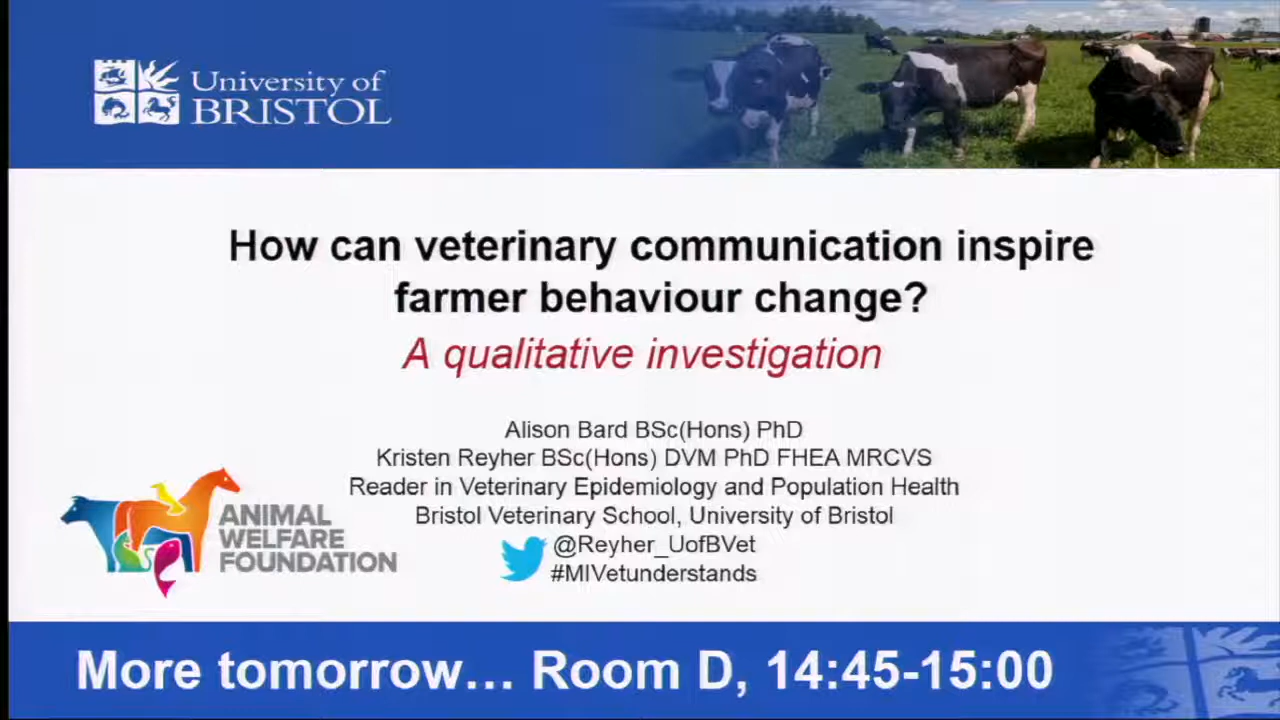 University of
BRISTOL
How can veterinary communication inspire
farmer behaviour change?
A qualitative investigation
Alison Bard BSc(Hons) PhD
Kristen Reyher BSc(Hons) DVM PhD FHEA MRCVS
Reader in Veterinary Epidemiology and Population Health
Bristol Veterinary School, University of Bristol
@Reyher_UofBVet
#MIVetunderstands
ANIMAL
WELFARE
FOUNDATION
More tomorrow... Room D, 14:45-15:00